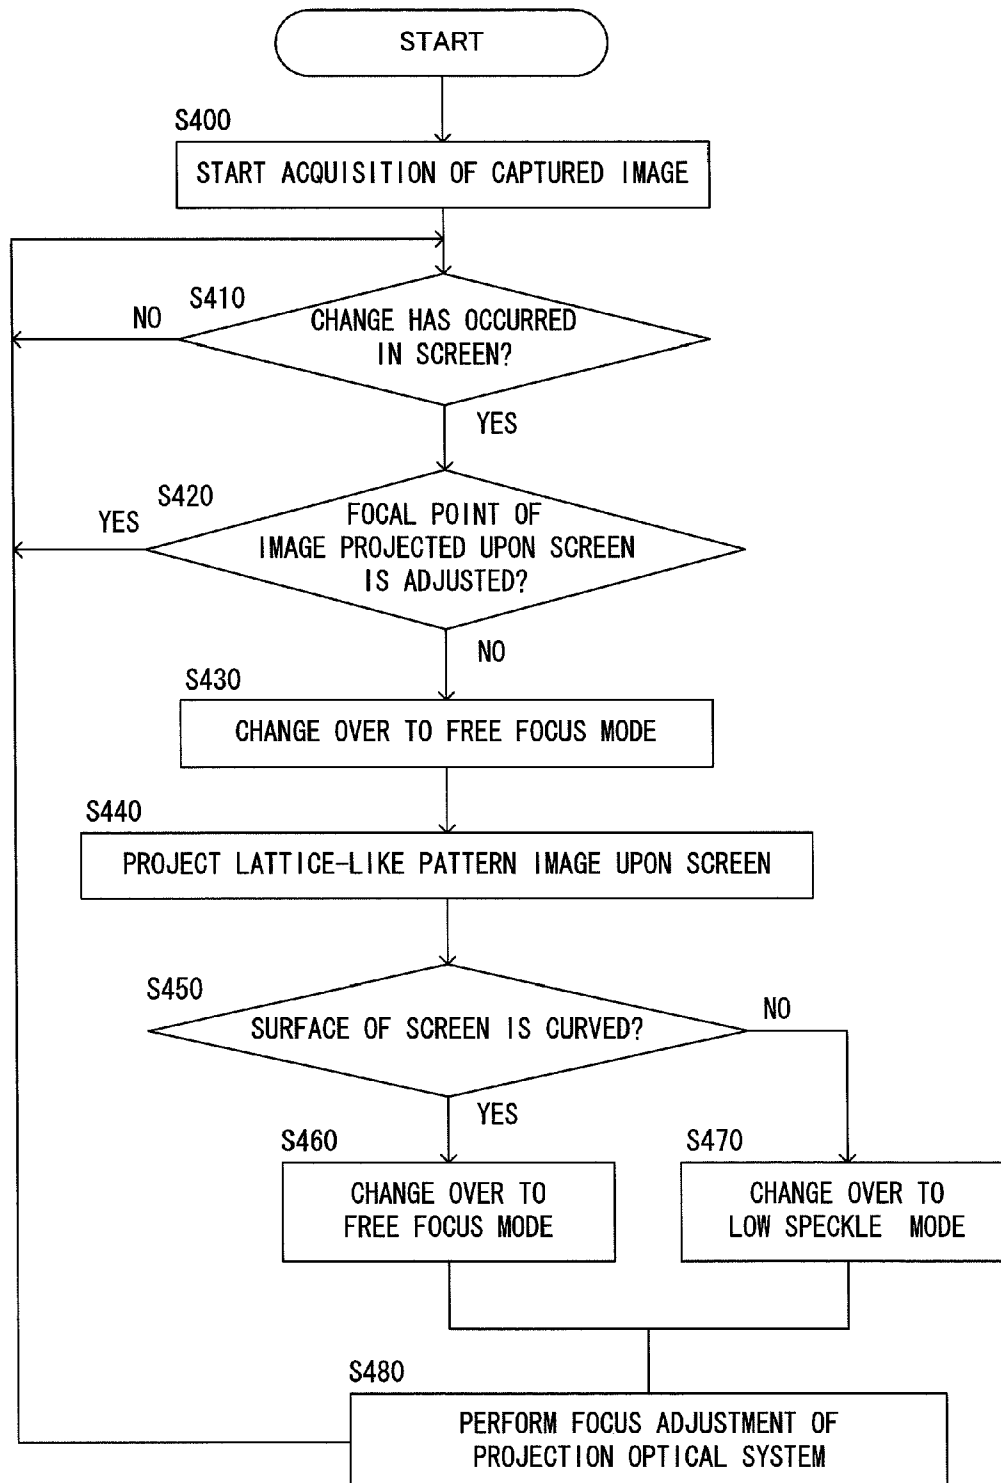 START
S400
START ACQUISITION OF CAPTURED IMAGE
S410
NO
CHANGE HAS OCCURRED
IN SCREEN?
YES
S420
YES
FOCAL POINT OF
IMAGE PROJECTED UPON SCREEN
IS ADJUSTED?
NO
S430
CHANGE OVER TO FREE FOCUS MODE
S440
PROJECT LATTICE-LIKE PATTERN IMAGE UPON SCREEN
S450
SURFACE OF SCREEN IS CURVED?
NO
YES
S460
CHANGE OVER TO
FREE FOCUS MODE
S470
CHANGE OVER TO
LOW SPECKLE MODE
S480
PERFORM FOCUS ADJUSTMENT OF
PROJECTION OPTICAL SYSTEM